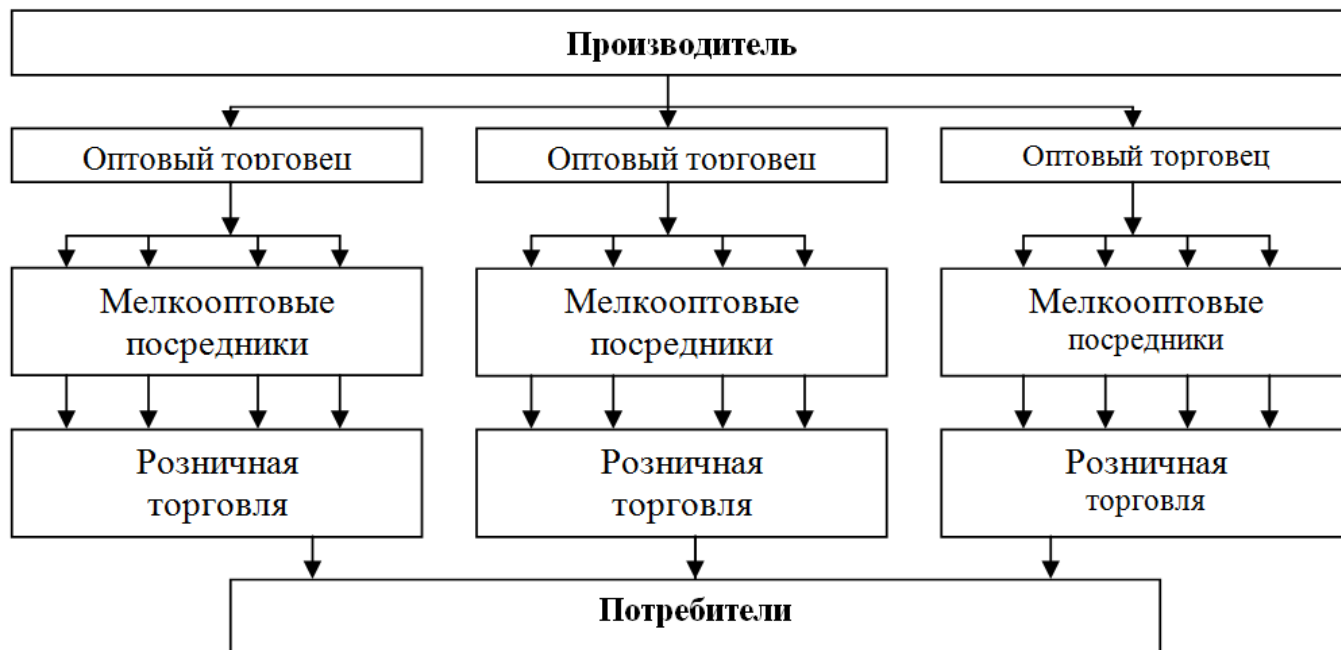 Производитель
Оптовый торговец
Оптовый торговец
Оптовый торговец
Мелкооптовые
посредники
Мелкооптовые
посредники
Мелкооптовые
посредники
Розничная
торговля
Розничная
торговля
Розничная
торговля
Потребители